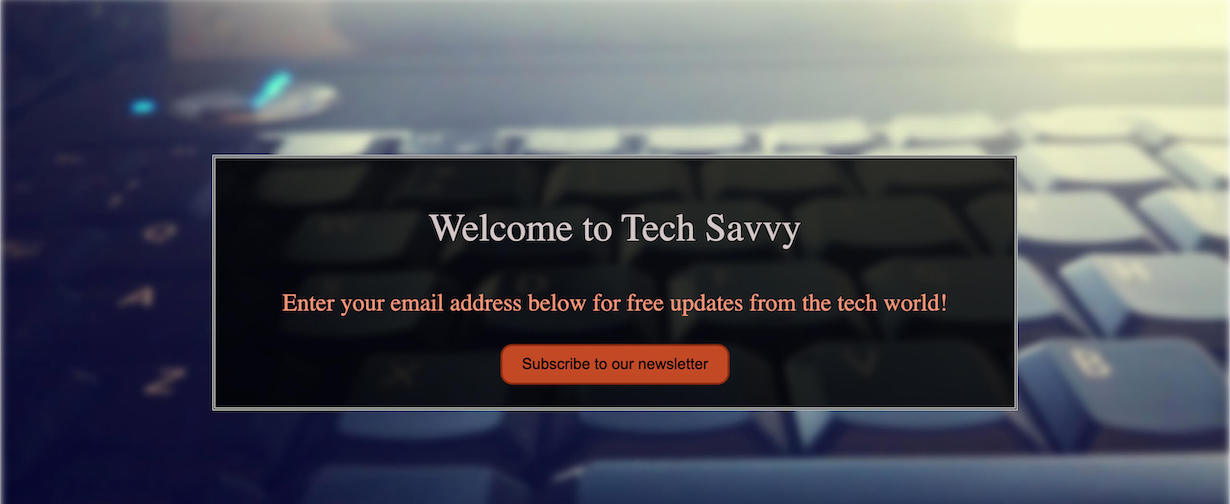 Welcome to Tech Savvy
Enter your email address below for free updates from the tech world!
Subscribe to our newsletter